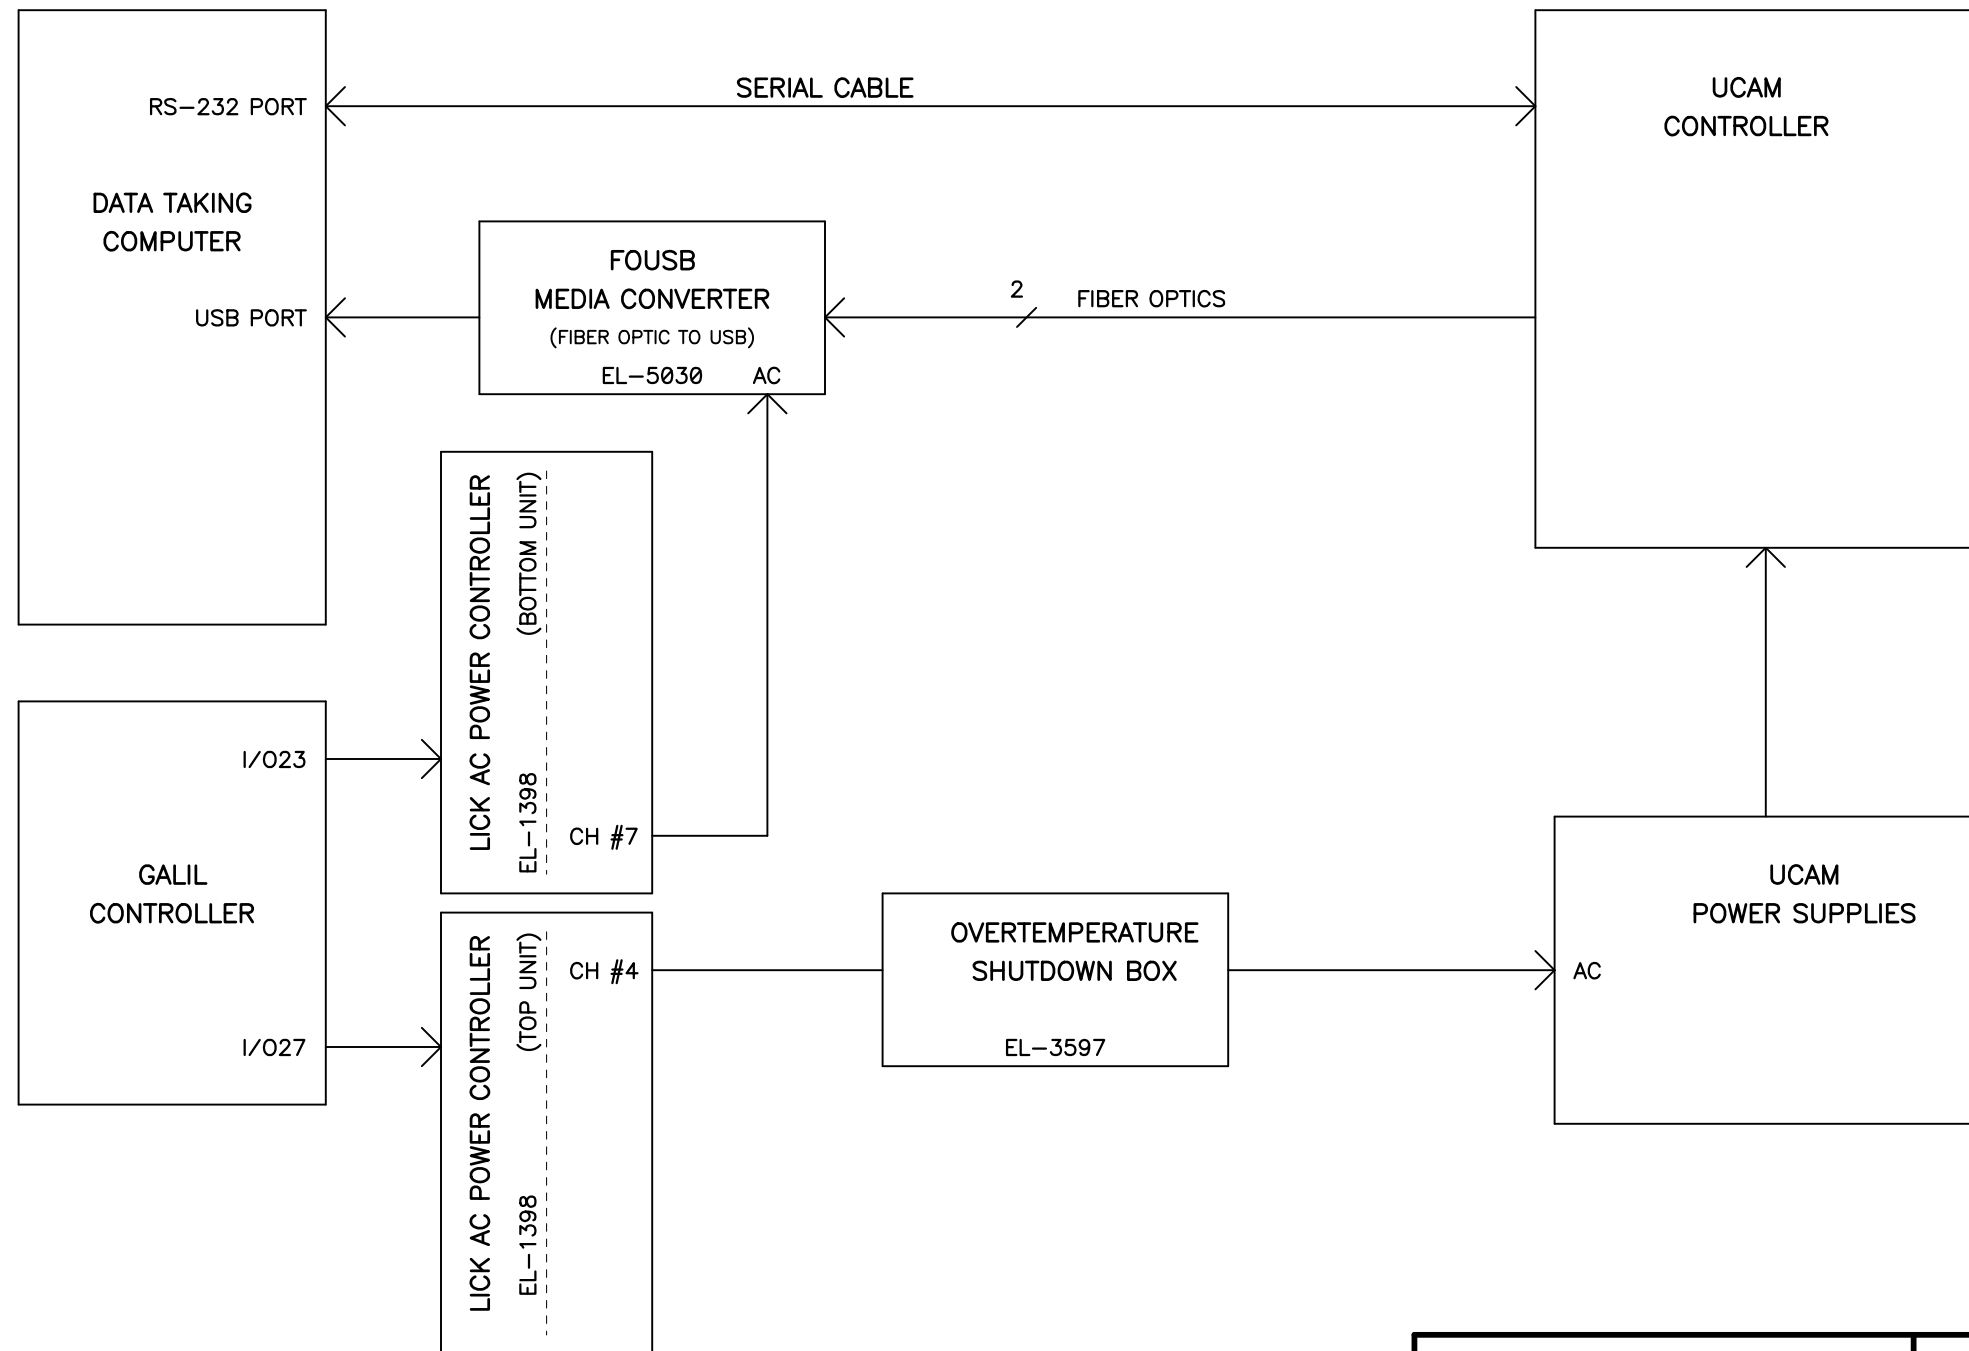 SERIAL CABLE
RS-232 PORT
DATA TAKING
COMPUTER
USB PORT
UCAM
CONTROLLER
FOUSB
MEDIA CONVERTER
(FIBER OPTIC TO USB)
EL-5030
AC
2
FIBER OPTICS
LICK AC POWER CONTROLLER
EL-1398
(BOTTOM UNIT)
CH #7
I/O23
GALIL
CONTROLLER
I/O27
LICK AC POWER CONTROLLER
EL-1398
(TOP UNIT)
CH #4
OVERTEMPERATURE
SHUTDOWN BOX
EL-3597
UCAM
POWER SUPPLIES
AC